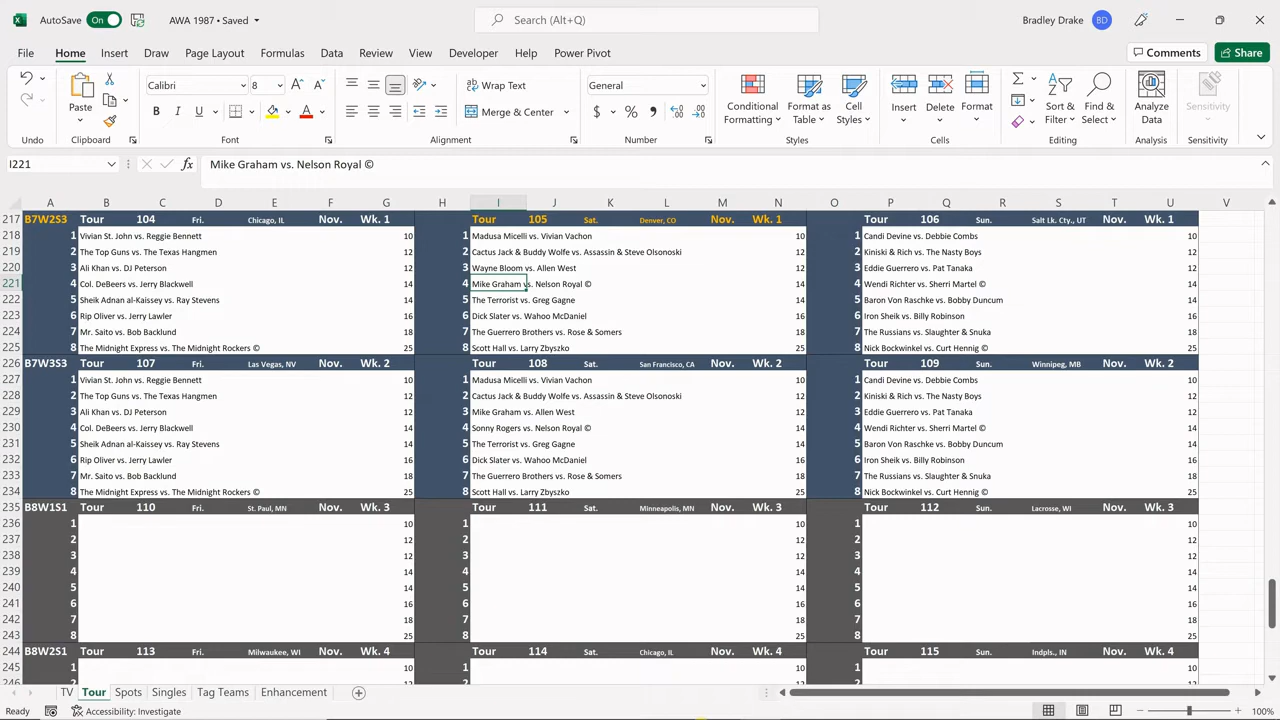 AutoSave On AWA 1987 • Saved Search (Alt+Q) Bradley Drake BD
File Home Insert Draw Page Layout Formulas Data Review View Developer Help Power Pivot Comments Share
Calibri 8 Wrap Text General
Paste B I U Merge & Center $ % Conditional Formatting Format as Table Cell Styles Insert Delete Format Sort & Filter Find & Select Analyze Data Sensitivity
Undo Clipboard Font Alignment Number Styles Cells Editing Analysis Sensitivity
I221 fx Mike Graham vs. Nelson Royal ©
A B C D E F G H I J K L M N O P Q R S T U V
217 B7W2S3 Tour 104 Fri. Chicago, IL Nov. Wk. 1 Tour 105 Sat. Denver, CO Nov. Wk. 1 Tour 106 Sun. Salt Lk. Cty., UT Nov. Wk. 1
218 1 Vivian St. John vs. Reggie Bennett 10 1 Madusa Micelli vs. Vivian Vachon 10 1 Candi Devine vs. Debbie Combs 10
219 2 The Top Guns vs. The Texas Hangmen 12 2 Cactus Jack & Buddy Wolfe vs. Assassin & Steve Olsonoski 12 2 Kiniski & Rich vs. The Nasty Boys 12
220 3 Ali Khan vs. DJ Peterson 12 3 Wayne Bloom vs. Allen West 12 3 Eddie Guerrero vs. Pat Tanaka 12
221 4 Col. DeBeers vs. Jerry Blackwell 14 4 Mike Graham vs. Nelson Royal © 14 4 Wendi Richter vs. Sherri Martel © 14
222 5 Sheik Adnan al-Kaissey vs. Ray Stevens 14 5 The Terrorist vs. Greg Gagne 14 5 Baron Von Raschke vs. Bobby Duncum 14
223 6 Rip Oliver vs. Jerry Lawler 16 6 Dick Slater vs. Wahoo McDaniel 16 6 Iron Sheik vs. Billy Robinson 16
224 7 Mr. Saito vs. Bob Backlund 18 7 The Guerrero Brothers vs. Rose & Somers 18 7 The Russians vs. Slaughter & Snuka 18
225 8 The Midnight Express vs. The Midnight Rockers © 25 8 Scott Hall vs. Larry Zbyszko 25 8 Nick Bockwinkel vs. Curt Hennig © 25
226 B7W3S3 Tour 107 Fri. Las Vegas, NV Nov. Wk. 2 Tour 108 Sat. San Francisco, CA Nov. Wk. 2 Tour 109 Sun. Winnipeg, MB Nov. Wk. 2
227 1 Vivian St. John vs. Reggie Bennett 10 1 Madusa Micelli vs. Vivian Vachon 10 1 Candi Devine vs. Debbie Combs 10
228 2 The Top Guns vs. The Texas Hangmen 12 2 Cactus Jack & Buddy Wolfe vs. Assassin & Steve Olsonoski 12 2 Kiniski & Rich vs. The Nasty Boys 12
229 3 Ali Khan vs. DJ Peterson 12 3 Mike Graham vs. Allen West 12 3 Eddie Guerrero vs. Pat Tanaka 12
230 4 Col. DeBeers vs. Jerry Blackwell 14 4 Sonny Rogers vs. Nelson Royal © 14 4 Wendi Richter vs. Sherri Martel © 14
231 5 Sheik Adnan al-Kaissey vs. Ray Stevens 14 5 The Terrorist vs. Greg Gagne 14 5 Baron Von Raschke vs. Bobby Duncum 14
232 6 Rip Oliver vs. Jerry Lawler 16 6 Dick Slater vs. Wahoo McDaniel 16 6 Iron Sheik vs. Billy Robinson 16
233 7 Mr. Saito vs. Bob Backlund 18 7 The Guerrero Brothers vs. Rose & Somers 18 7 The Russians vs. Slaughter & Snuka 18
234 8 The Midnight Express vs. The Midnight Rockers © 25 8 Scott Hall vs. Larry Zbyszko 25 8 Nick Bockwinkel vs. Curt Hennig © 25
235 B8W1S1 Tour 110 Fri. St. Paul, MN Nov. Wk. 3 Tour 111 Sat. Minneapolis, MN Nov. Wk. 3 Tour 112 Sun. Lacrosse, WI Nov. Wk. 3
236 1 10 1 10 1 10
237 2 12 2 12 2 12
238 3 12 3 12 3 12
239 4 14 4 14 4 14
240 5 14 5 14 5 14
241 6 16 6 16 6 16
242 7 18 7 18 7 18
243 8 25 8 25 8 25
244 B8W2S1 Tour 113 Fri. Milwaukee, WI Nov. Wk. 4 Tour 114 Sat. Chicago, IL Nov. Wk. 4 Tour 115 Sun. Indpls., IN Nov. Wk. 4
245 1 10 1 10 1 10
246 2 12 2 12 2 12
TV Tour Spots Singles Tag Teams Enhancement
Ready Accessibility: Investigate 100%